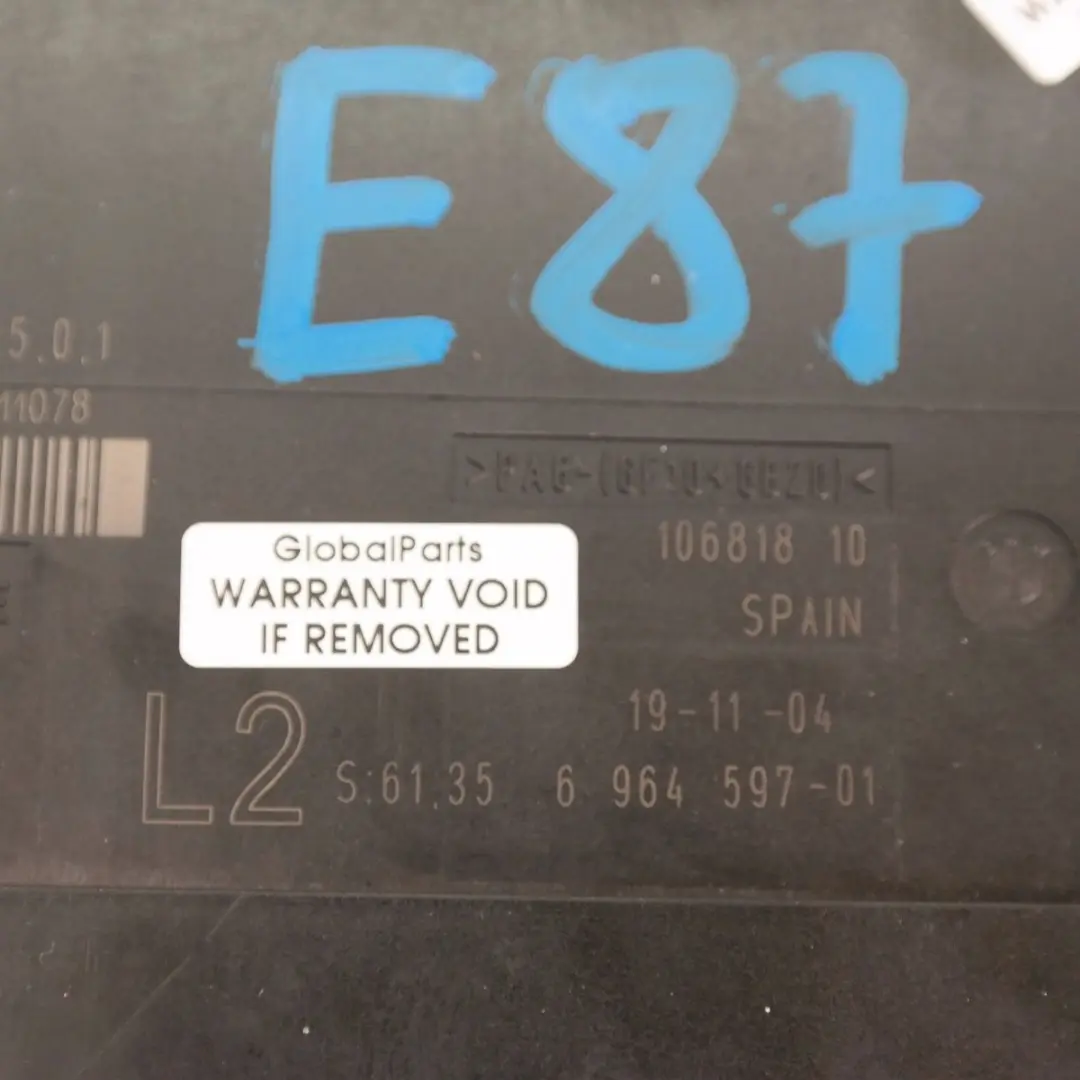 E87
5.0.1
11078
106818 10
GlobalParts
WARRANTY VOID
IF REMOVED
SPAIN
19-11-04
L2 S:61.35 6 964 597-01